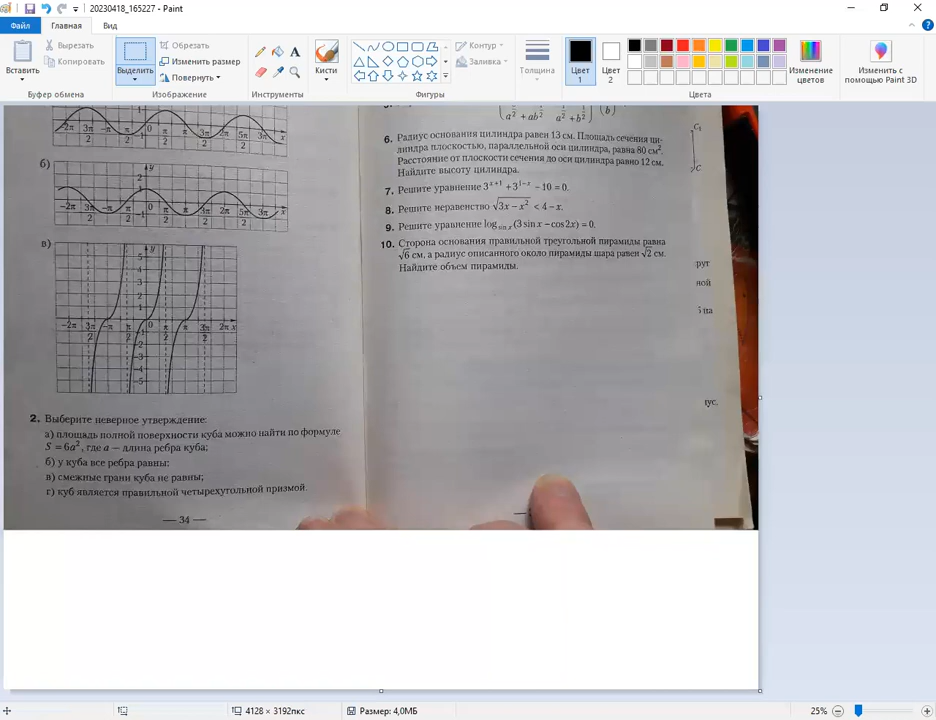 20230418_165227 - Paint
Файл Главная Вид
Вставить
Вырезать
Копировать
Выделить
Обрезать
Изменить размер
Повернуть
Кисти
Контур
Заливка
Толщина
Цвет 1
Цвет 2
Изменение цветов
Изменить с помощью Paint 3D
Буфер обмена Изображение Инструменты Фигуры Цвета
б)
в)
2. Выберите неверное утверждение:
а) площадь полной поверхности куба можно найти по формуле
S = 6a², где a — длина ребра куба;
б) у куба все ребра равны;
в) смежные грани куба не равны;
г) куб является правильной четырехугольной призмой.
— 34 —
6. Радиус основания цилиндра равен 13 см. Площадь сечения ци-
линдра плоскостью, параллельной оси цилиндра, равна 80 см².
Расстояние от плоскости сечения до оси цилиндра равно 12 см.
Найдите высоту цилиндра.
7. Решите уравнение 3^(x+1) + 3^(1−x) − 10 = 0.
8. Решите неравенство √(3x − x²) < 4 − x.
9. Решите уравнение log_(sin x) (3 sin x − cos 2x) = 0.
10. Сторона основания правильной треугольной пирамиды равна
√6 см, а радиус описанного около пирамиды шара равен √2 см.
Найдите объем пирамиды.
C₁
C
4128 × 3192пкс
Размер: 4,0МБ
25%